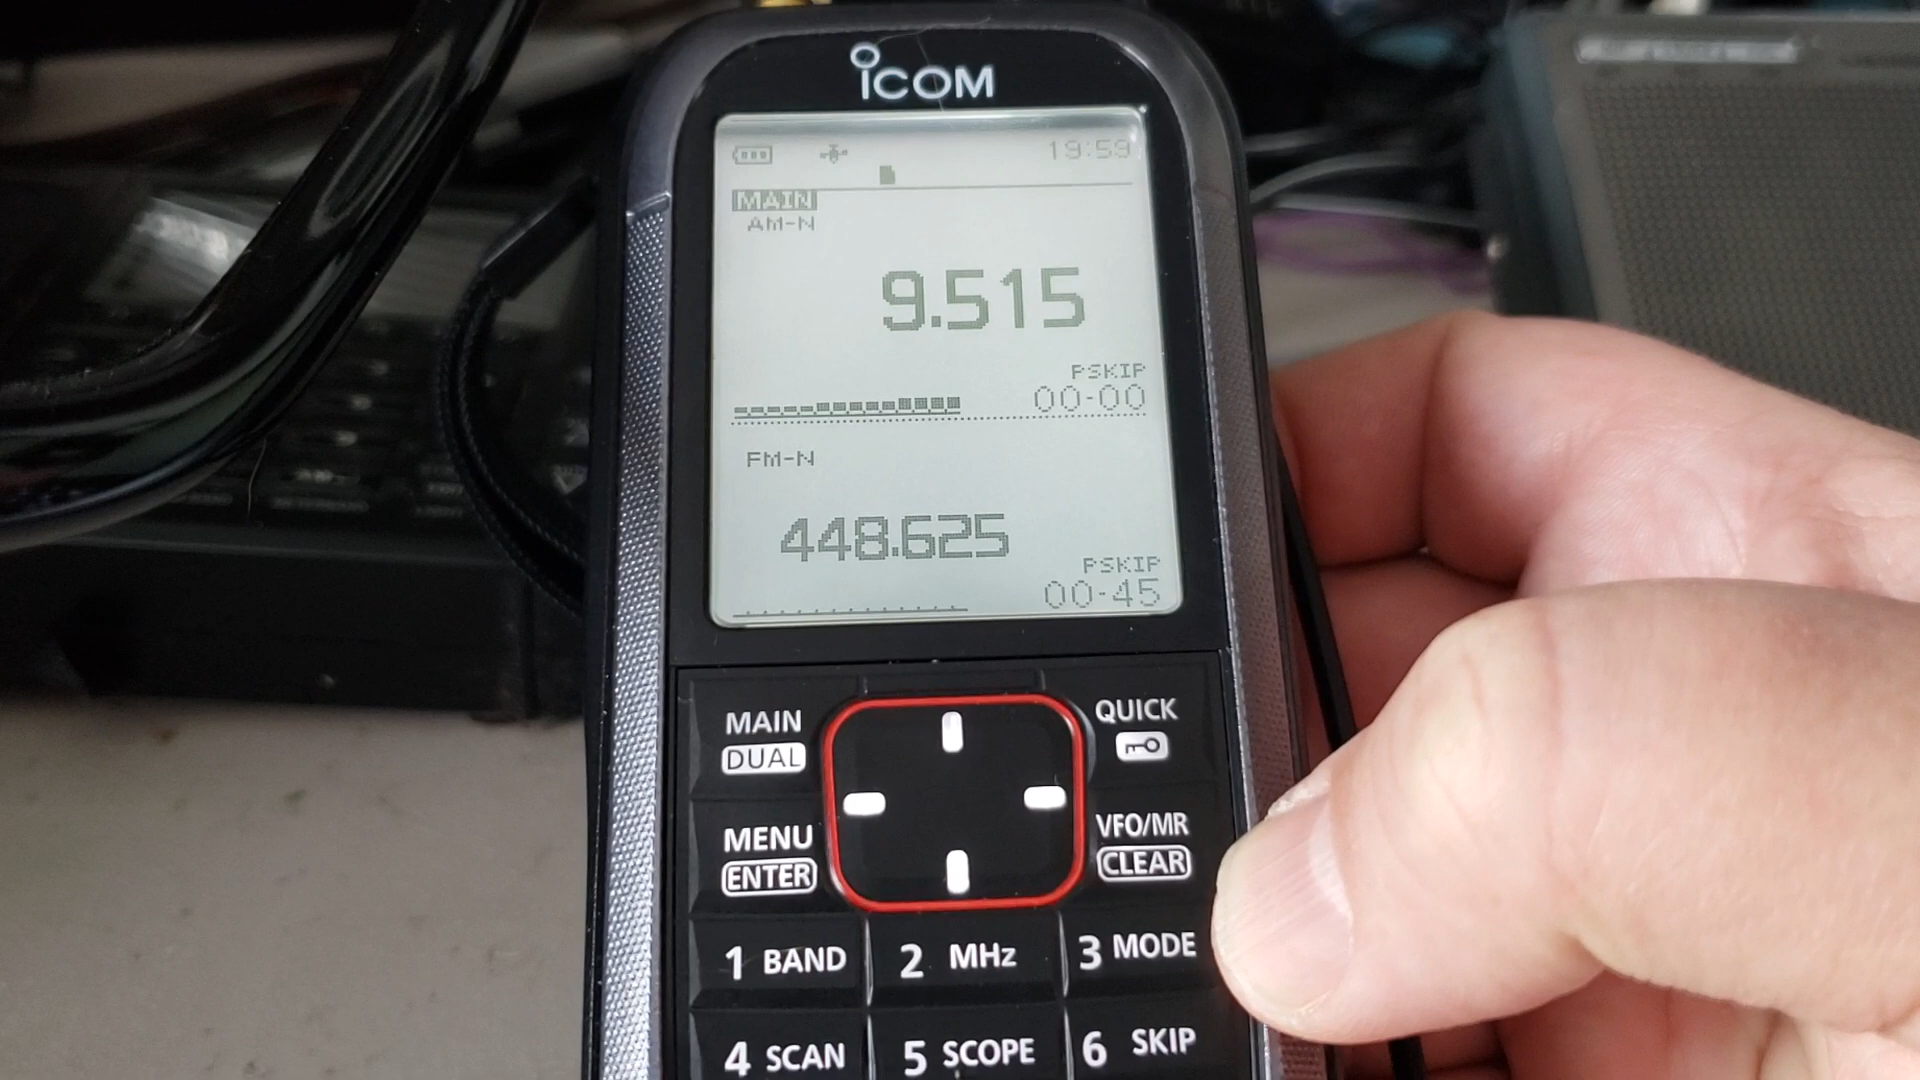 iCOM
19:59
MAIN
AM-N
9.515
PSKIP
00-00
FM-N
448.625
PSKIP
00-45
MAIN
DUAL
QUICK
MENU
ENTER
VFO/MR
CLEAR
1 BAND
2 MHz
3 MODE
4 SCAN
5 SCOPE
6 SKIP